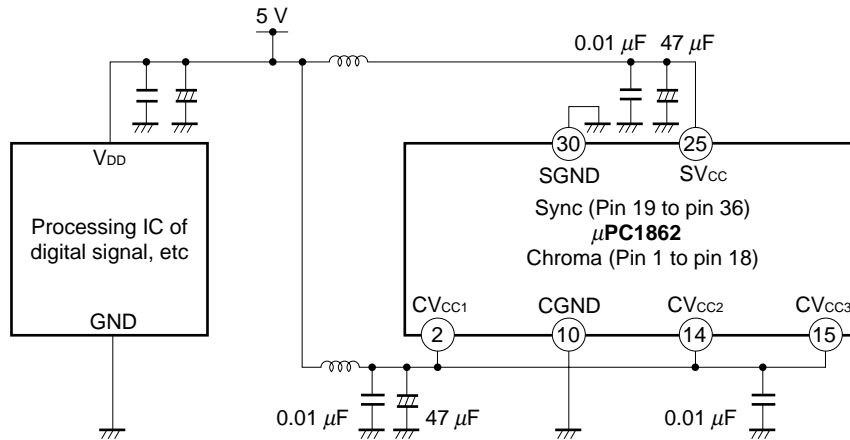 5 V
0.01 μF 47 μF
VDD
30
25
SGND
SVCC
Processing IC of
digital signal, etc
Sync (Pin 19 to pin 36)
μPC1862
Chroma (Pin 1 to pin 18)
GND
CVCC1
CGND
CVCC2
CVCC3
2
10
14
15
0.01 μF
47 μF
0.01 μF